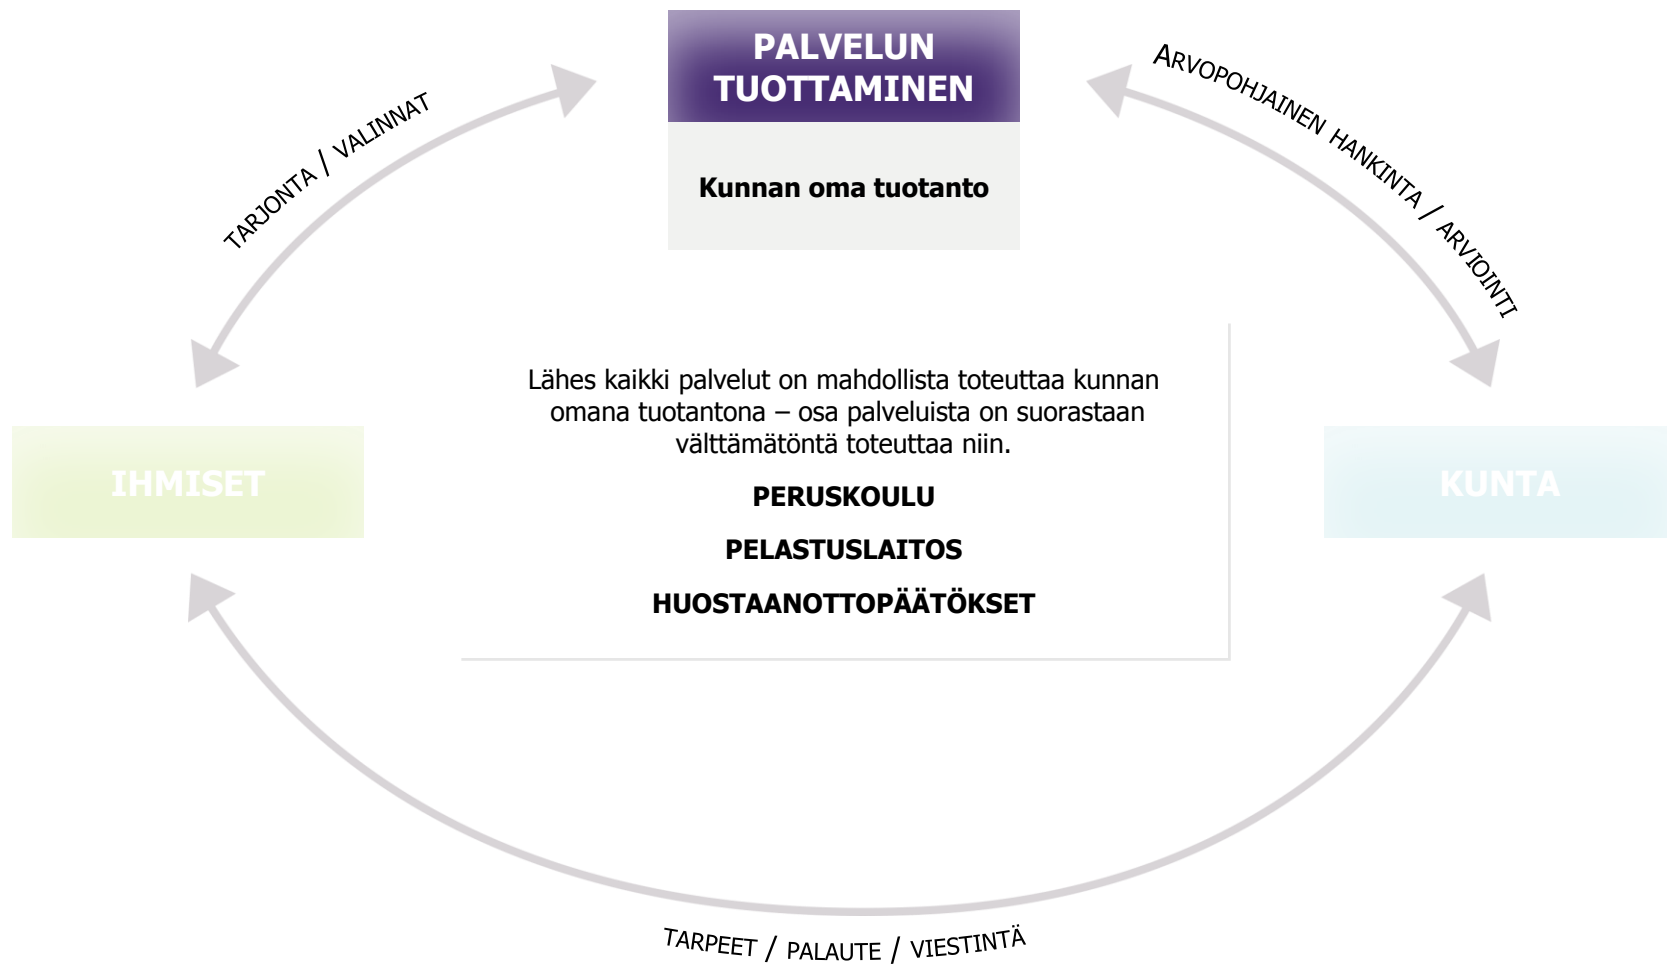 PALVELUN
TUOTTAMINEN
Kunnan oma tuotanto
TARJONTA / VALINNAT
ARVOPOHJAINEN HANKINTA / ARVIOINTI
Lähes kaikki palvelut on mahdollista toteuttaa kunnan
omana tuotantona – osa palveluista on suorastaan
välttämätöntä toteuttaa niin.
PERUSKOULU
PELASTUSLAITOS
HUOSTAANOTTOPÄÄTÖKSET
IHMISET
KUNTA
TARPEET / PALAUTE / VIESTINTÄ